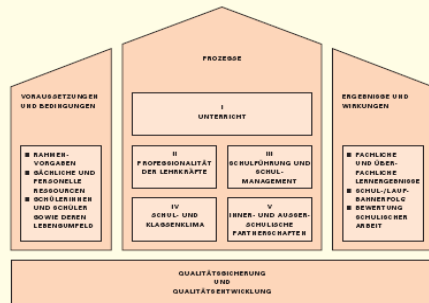 PROZESSE
VORAUSSETZUNGEN
UND BEDINGUNGEN
ERGEBNISSE UND
WIRKUNGEN
I
UNTERRICHT
II
PROFESSIONALITÄT
DER LEHRKRÄFTE
III
SCHULFÜHRUNG UND
SCHUL-
MANAGEMENT
IV
SCHUL- UND
KLASSENKLIMA
V
INNER- UND AUSSER-
SCHULISCHE
PARTNERSCHAFTEN
RAHMEN-
VORGABEN
SÄCHLICHE UND
PERSONELLE
RESSOURCEN
SCHÜLERINNEN
UND SCHÜLER
SOWIE DEREN
LEBENSUMFELD
FACHLICHE
UND ÜBER-
FACHLICHE
LERNERGEBNISSE
SCHUL-/LAUF-
BAHNERFOLG
BEWERTUNG
SCHULISCHER
ARBEIT
QUALITÄTSSICHERUNG
UND
QUALITÄTSENTWICKLUNG